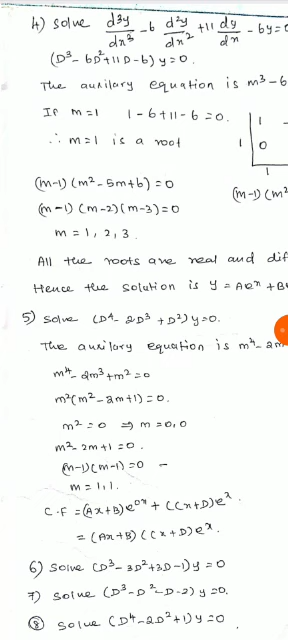 4) Solve d3y/dx3 - 6 d2y/dx2 + 11 dy/dx - 6y=0
(D3 - 6D2+11D-6) y=0.
The auxilary equation is m3-6
If m=1 1-6+11-6=0.
∴ m=1 is a root
1 | 1
0
1
(m-1) (m2-5m+6)=0 (m-1)(m2
(m-1) (m-2)(m-3)=0
m = 1, 2, 3.
All the roots are real and dif
Hence the solution is y = Aex + B
5) Solve (D4- 2D3 + D2) y=0.
The auxilary equation is m4-2m
m4-2m3+m2=0
m2(m2-2m+1)=0.
m2=0 ⇒ m=0,0
m2-2m+1=0.
(m-1)(m-1)=0 -
m=1,1.
C.F = (Ax+B)e0x + (Cx+D)ex.
= (Ax+B) (Cx+D)ex.
6) Solve (D3-3D2+3D-1)y=0
7) Solve (D3-D2-D-2) y=0.
⑧ Solve (D4-2D2+1)y=0